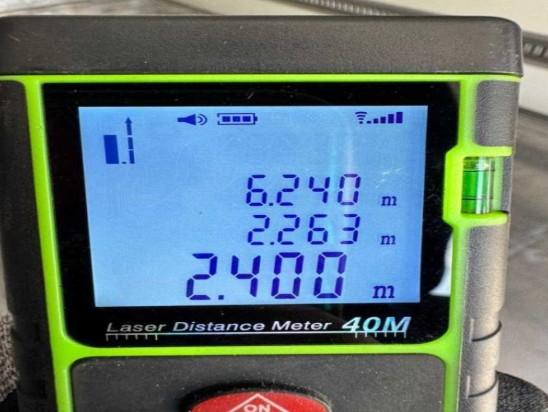 6.240 m
2.263 m
2.400 m
Laser Distance Meter 40M
ON